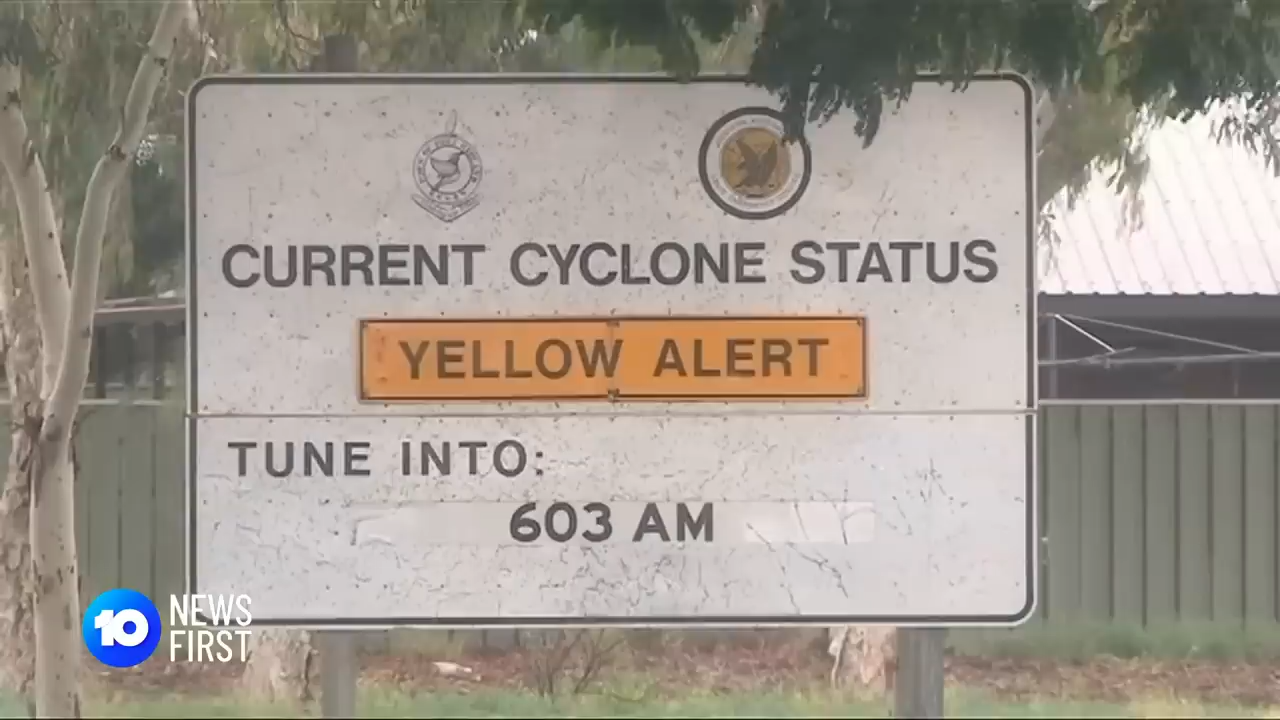 CURRENT CYCLONE STATUS
YELLOW ALERT
TUNE INTO:
603 AM
10 NEWS
FIRST